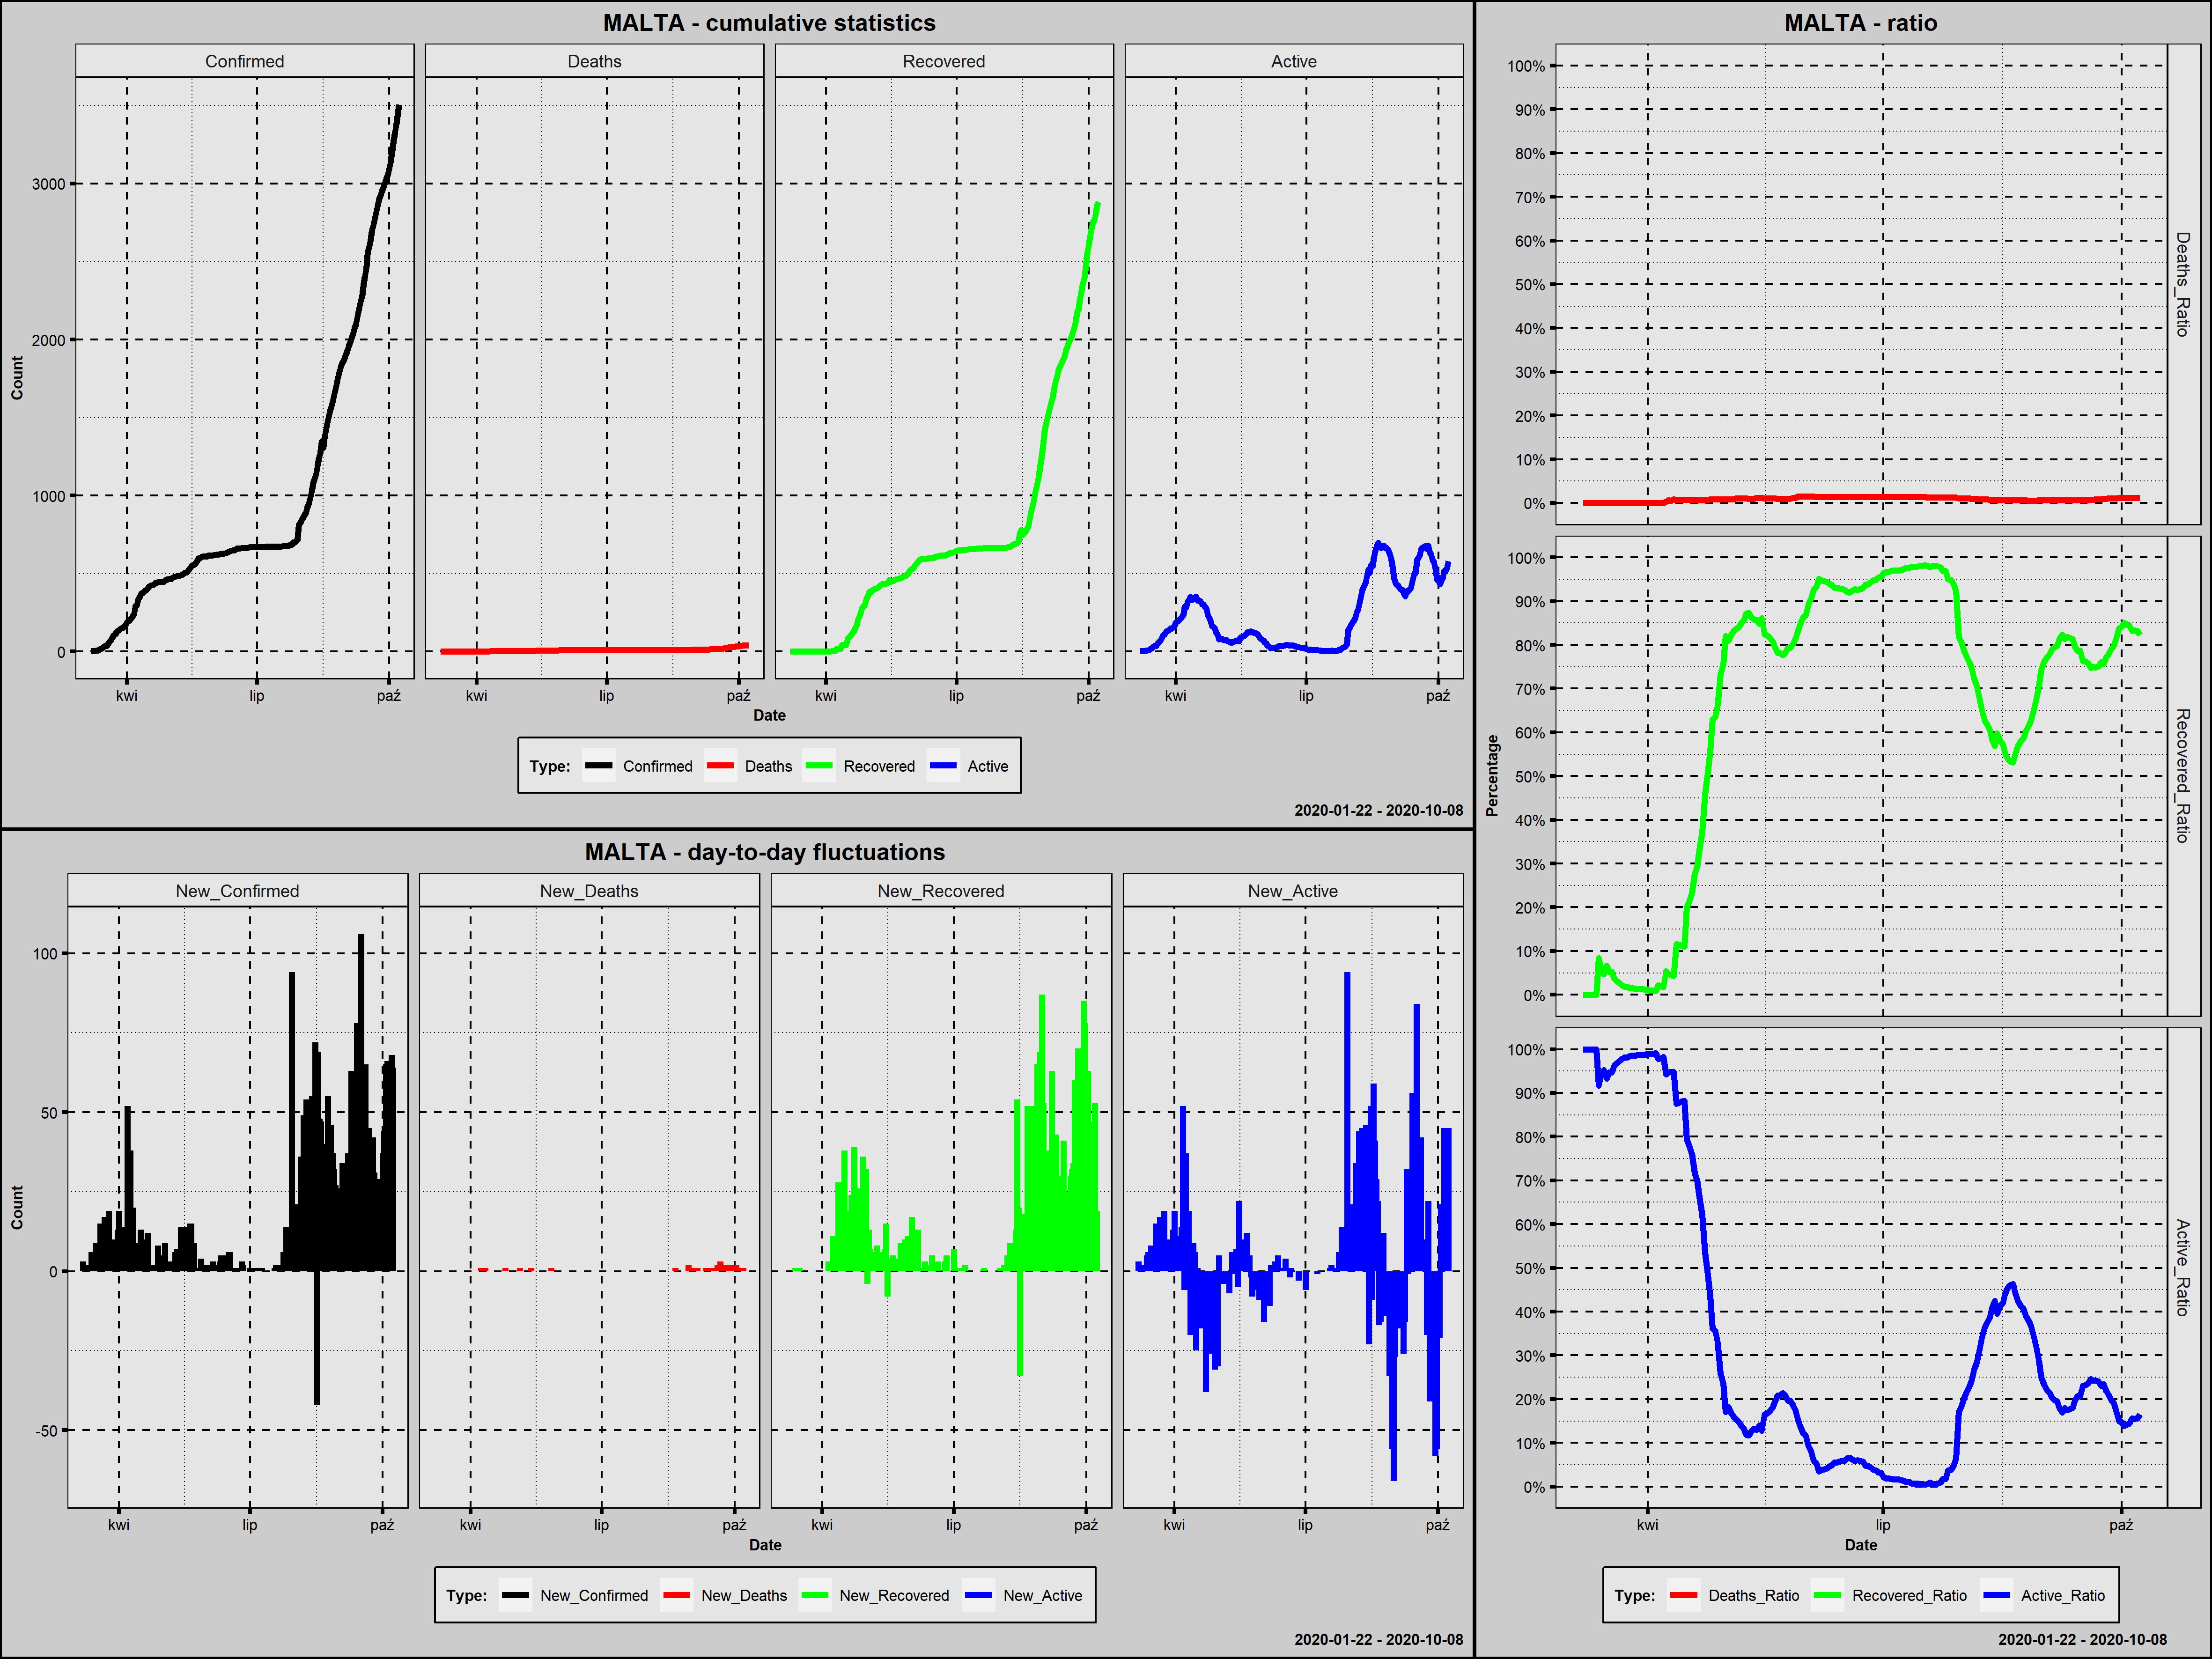 MALTA - cumulative statistics
Confirmed Deaths Recovered Active
Count
3000
2000
1000
0
kwi lip paź kwi lip paź kwi lip paź kwi lip paź
Date
Type: Confirmed Deaths Recovered Active
2020-01-22 - 2020-10-08
MALTA - day-to-day fluctuations
New_Confirmed New_Deaths New_Recovered New_Active
Count
100
50
0
-50
kwi lip paź kwi lip paź kwi lip paź kwi lip paź
Date
Type: New_Confirmed New_Deaths New_Recovered New_Active
2020-01-22 - 2020-10-08
MALTA - ratio
Percentage
100%
90%
80%
70%
60%
50%
40%
30%
20%
10%
0%
Deaths_Ratio
100%
90%
80%
70%
60%
50%
40%
30%
20%
10%
0%
Recovered_Ratio
100%
90%
80%
70%
60%
50%
40%
30%
20%
10%
0%
Active_Ratio
kwi lip paź
Date
Type: Deaths_Ratio Recovered_Ratio Active_Ratio
2020-01-22 - 2020-10-08